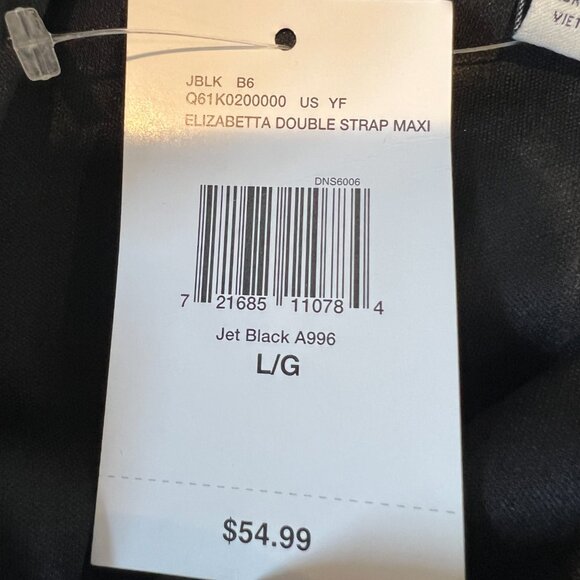 VIET
JBLK B6
Q61K0200000 US YF
ELIZABETTA DOUBLE STRAP MAXI
DNS6006
7 21685 11078 4
Jet Black A996
L/G
$54.99